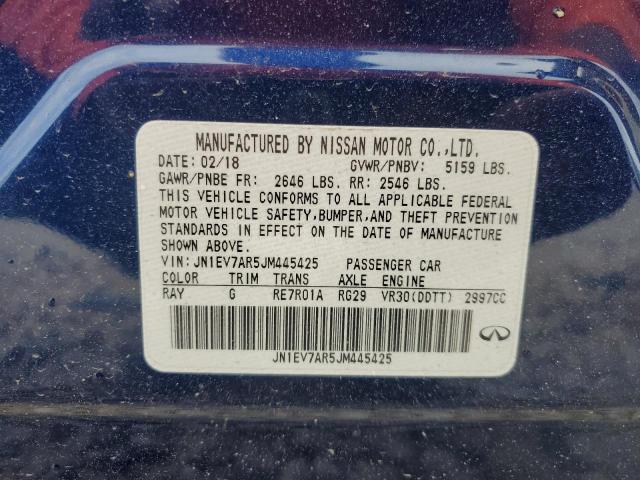 MANUFACTURED BY NISSAN MOTOR CO.,LTD.
DATE: 02/18 GVWR/PNBV: 5159 LBS.
GAWR/PNBE FR: 2646 LBS. RR: 2546 LBS.
THIS VEHICLE CONFORMS TO ALL APPLICABLE FEDERAL
MOTOR VEHICLE SAFETY,BUMPER,AND THEFT PREVENTION
STANDARDS IN EFFECT ON THE DATE OF MANUFACTURE
SHOWN ABOVE.
VIN: JN1EV7AR5JM445425 PASSENGER CAR
COLOR TRIM TRANS AXLE ENGINE
RAY G RE7R01A RG29 VR30(DDTT) 2997CC
JN1EV7AR5JM445425